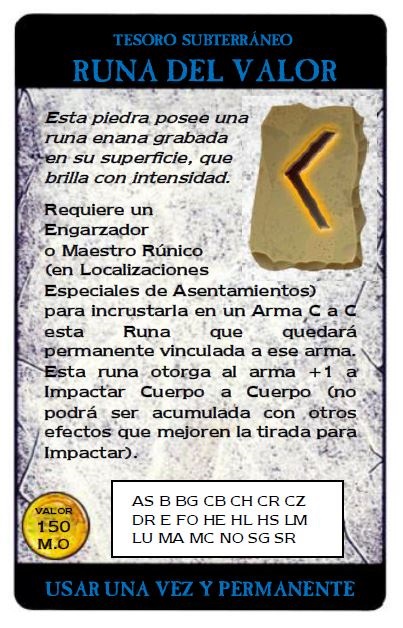 TESORO SUBTERRÁNEO
RUNA DEL VALOR
Esta piedra posee una
runa enana grabada
en su superficie, que
brilla con intensidad.
Requiere un
Engarzador
o Maestro Rúnico
(en Localizaciones
Especiales de Asentamientos)
para incrustarla en un Arma C a C
esta Runa que quedará
permanente vinculada a ese arma.
Esta runa otorga al arma +1 a
Impactar Cuerpo a Cuerpo (no
podrá ser acumulada con otros
efectos que mejoren la tirada para
Impactar).
VALOR
150
M.O
AS B BG CB CH CR CZ
DR E FO HE HL HS LM
LU MA MC NO SG SR
USAR UNA VEZ Y PERMANENTE